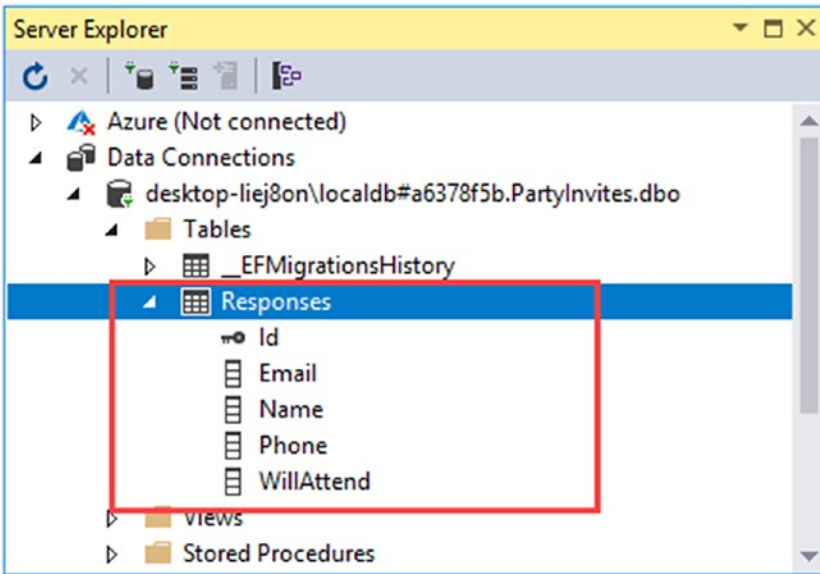 Server Explorer
Azure (Not connected)
Data Connections
desktop-liej8on\localdb#a6378f5b.PartyInvites.dbo
Tables
__EFMigrationsHistory
Responses
Id
Email
Name
Phone
WillAttend
Views
Stored Procedures